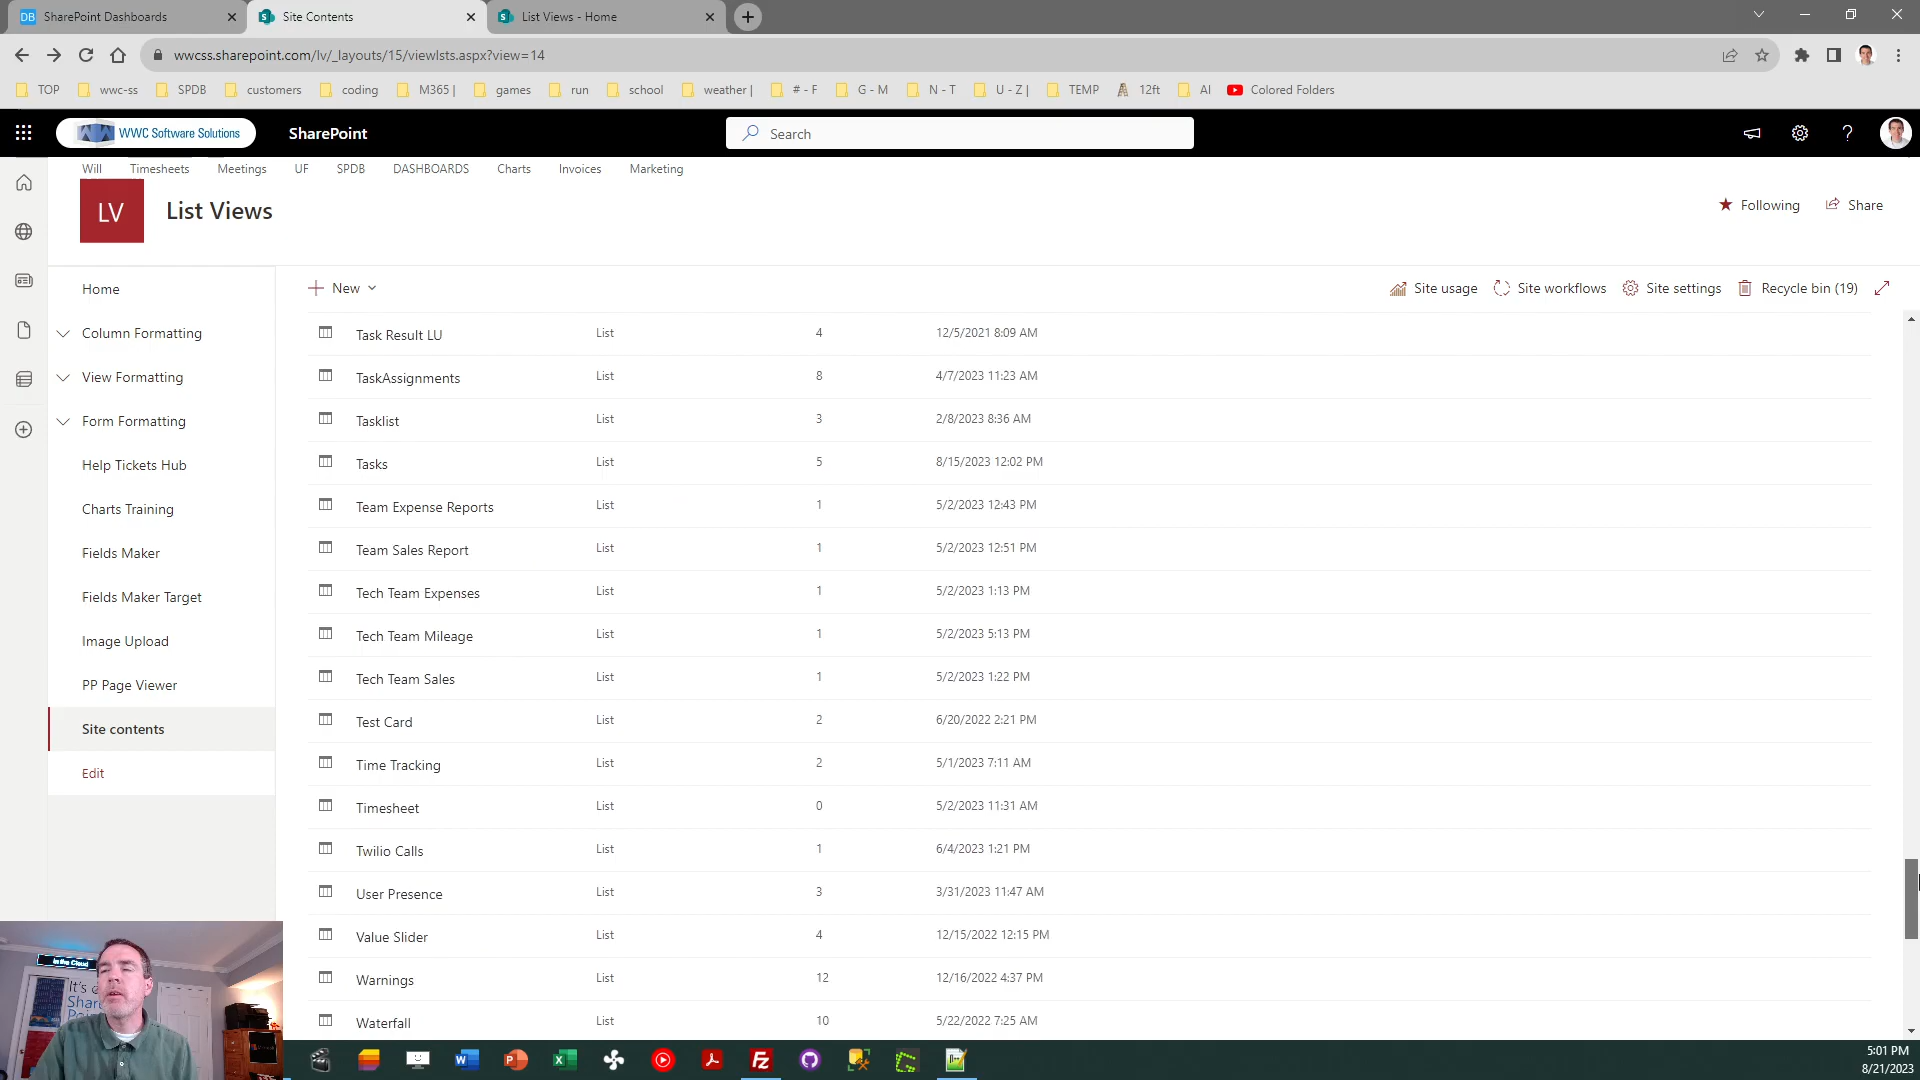 SharePoint Dashboards
Site Contents
List Views - Home
wwcss.sharepoint.com/lv/_layouts/15/viewlsts.aspx?view=14
TOP wwc-ss SPDB customers coding M365 | games run school weather | # - F G - M N - T U - Z | TEMP 12ft AI Colored Funders
WWC Software Solutions
SharePoint
Search
Will Timesheets Meetings UF SPDB DASHBOARDS Charts Invoices Marketing
LV
List Views
Following
Share
Home
Column Formatting
View Formatting
Form Formatting
Help Tickets Hub
Charts Training
Fields Maker
Fields Maker Target
Image Upload
PP Page Viewer
Site contents
Edit
New
Site usage
Site workflows
Site settings
Recycle bin (19)
Task Result LU List 4 12/5/2021 8:09 AM
TaskAssignments List 8 4/7/2023 11:23 AM
Tasklist List 3 2/8/2023 8:36 AM
Tasks List 5 8/15/2023 12:02 PM
Team Expense Reports List 1 5/2/2023 12:43 PM
Team Sales Report List 1 5/2/2023 12:51 PM
Tech Team Expenses List 1 5/2/2023 1:13 PM
Tech Team Mileage List 1 5/2/2023 5:13 PM
Tech Team Sales List 1 5/2/2023 1:22 PM
Test Card List 2 6/20/2022 2:21 PM
Time Tracking List 2 5/1/2023 7:11 AM
Timesheet List 0 5/2/2023 11:31 AM
Twilio Calls List 1 6/4/2023 1:21 PM
User Presence List 3 3/31/2023 11:47 AM
Value Slider List 4 12/15/2022 12:15 PM
Warnings List 12 12/16/2022 4:37 PM
Waterfall List 10 5/22/2022 7:25 AM
In the Cloud
It's
Shar
Poi
5:01 PM
8/21/2023